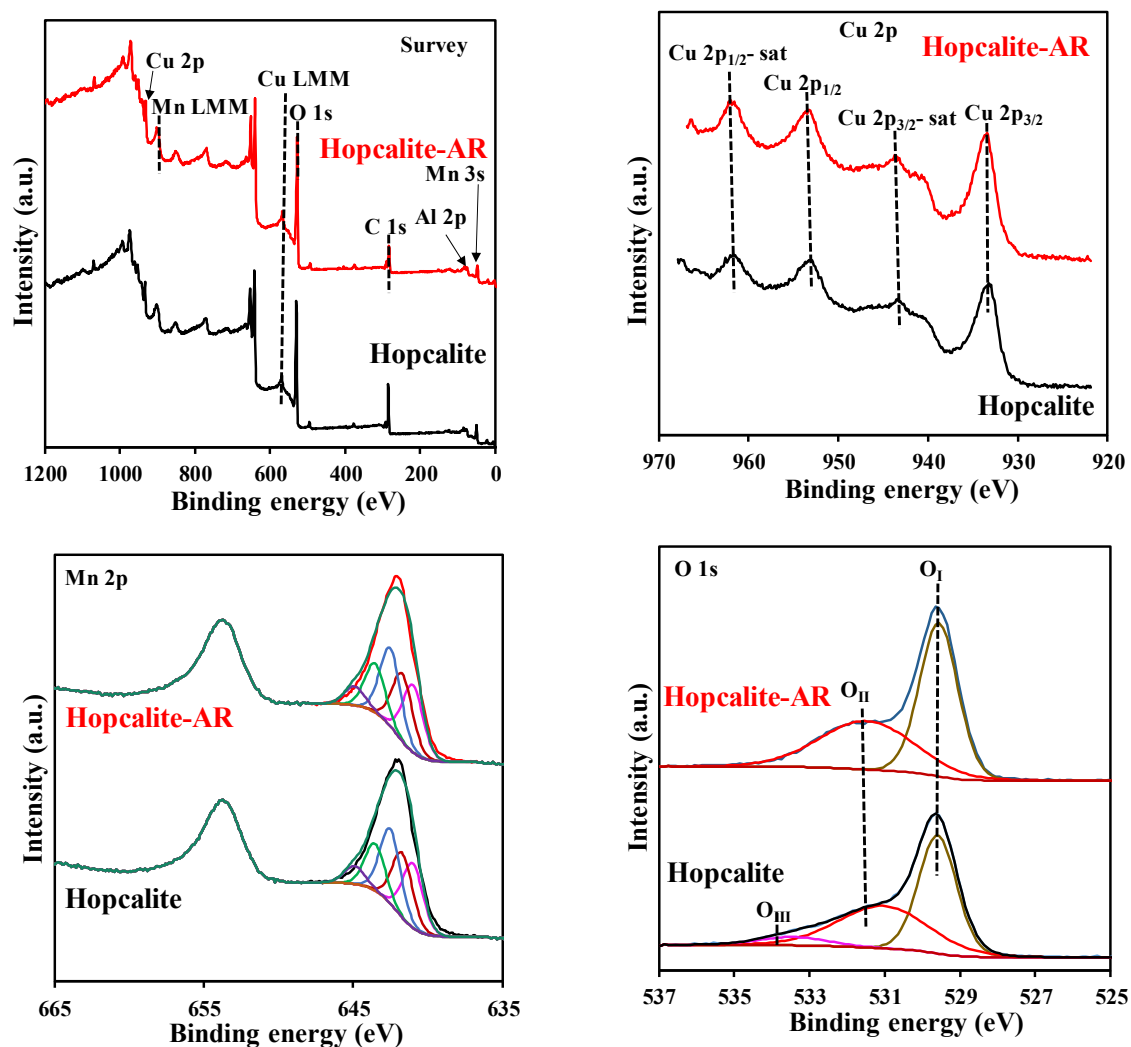 Survey
Cu 2p
Cu LMM
Mn LMM
O 1s
Hopcalite-AR
Mn 3s
Al 2p
C 1s
Hopcalite
Intensity (a.u.)
1200 1000 800 600 400 200 0
Binding energy (eV)
Cu 2p
Hopcalite-AR
Cu 2p1/2- sat
Cu 2p1/2
Cu 2p3/2- sat
Cu 2p3/2
Hopcalite
Intensity (a.u.)
970 960 950 940 930 920
Binding energy (eV)
Mn 2p
Hopcalite-AR
Hopcalite
Intensity (a.u.)
665 655 645 635
Binding energy (eV)
O 1s
OI
OII
Hopcalite-AR
Hopcalite
OIII
Intensity (a.u.)
537 535 533 531 529 527 525
Binding energy (eV)